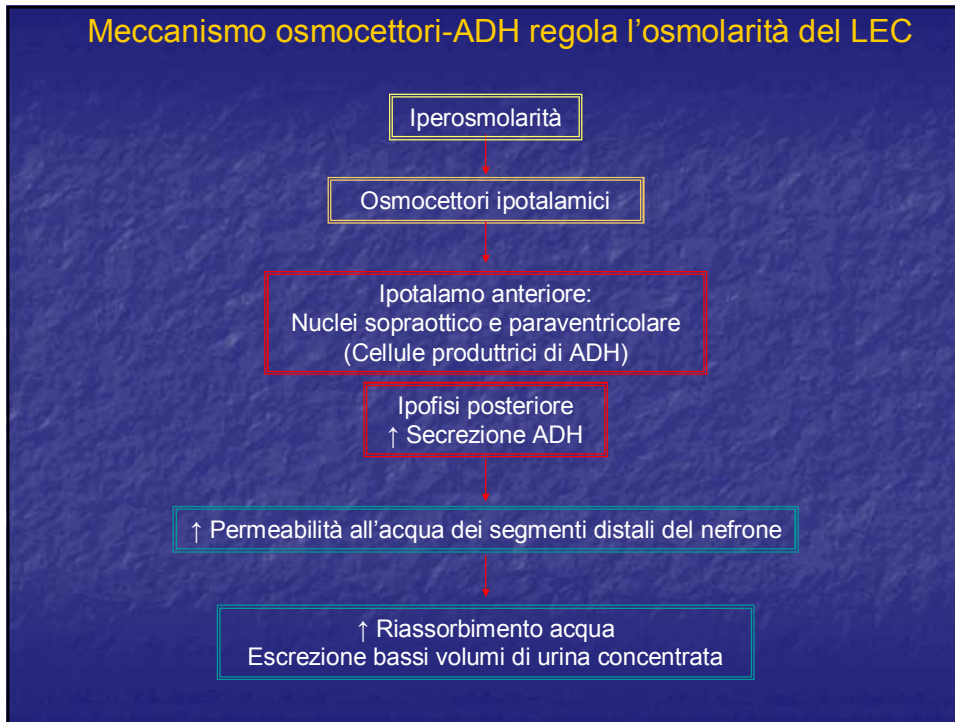 Meccanismo osmocettori-ADH regola l'osmolarità del LEC
Iperosmolarità
Osmocettori ipotalamici
Ipotalamo anteriore:
Nuclei sopraottico e paraventricolare
(Cellule produttrici di ADH)
Ipofisi posteriore
↑ Secrezione ADH
↑ Permeabilità all'acqua dei segmenti distali del nefrone
↑ Riassorbimento acqua
Escrezione bassi volumi di urina concentrata